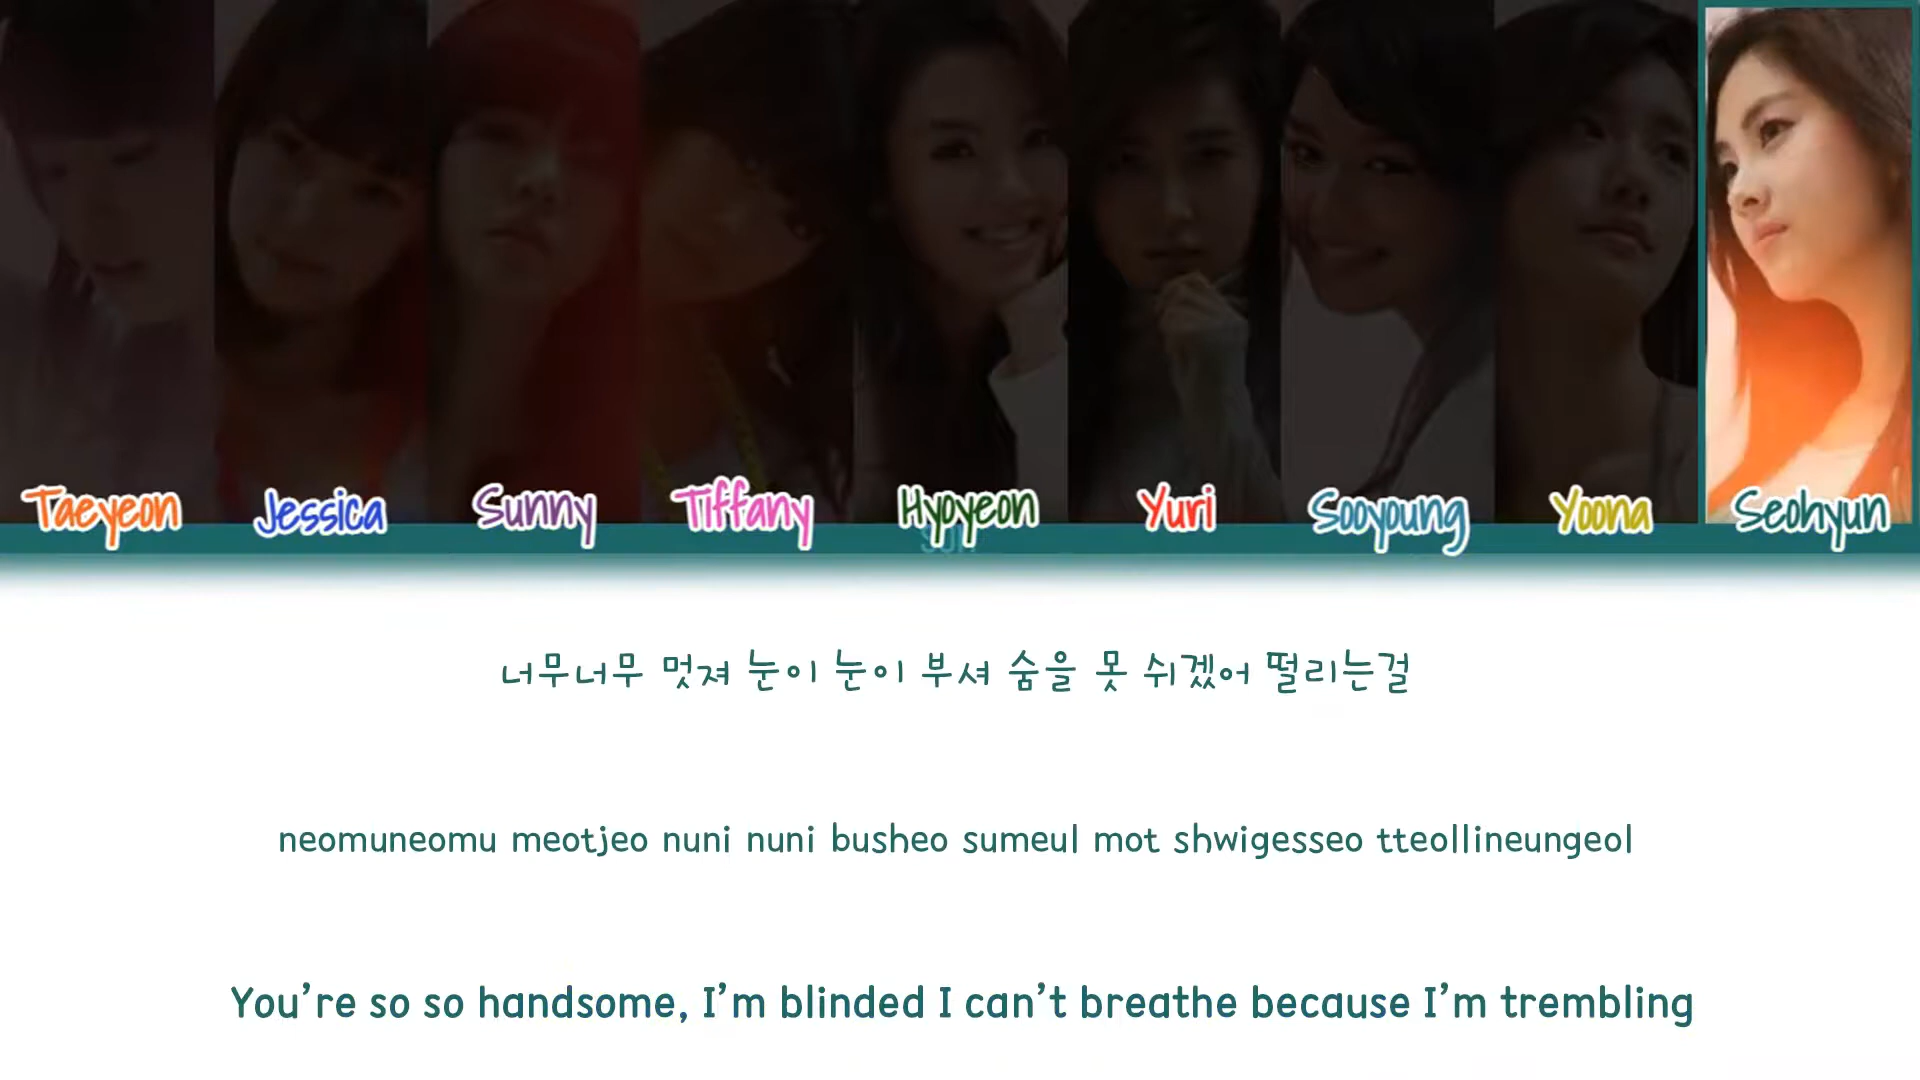 Taeyeon Jessica Sunny Tiffany Hyoyeon Yuri Sooyoung Yoona Seohyun
너무너무 멋져 눈이 눈이 부셔 숨을 못 쉬겠어 떨리는걸
neomuneomu meotjeo nuni nuni busheo sumeul mot shwigesseo tteollineungeol
You're so so handsome, I'm blinded I can't breathe because I'm trembling